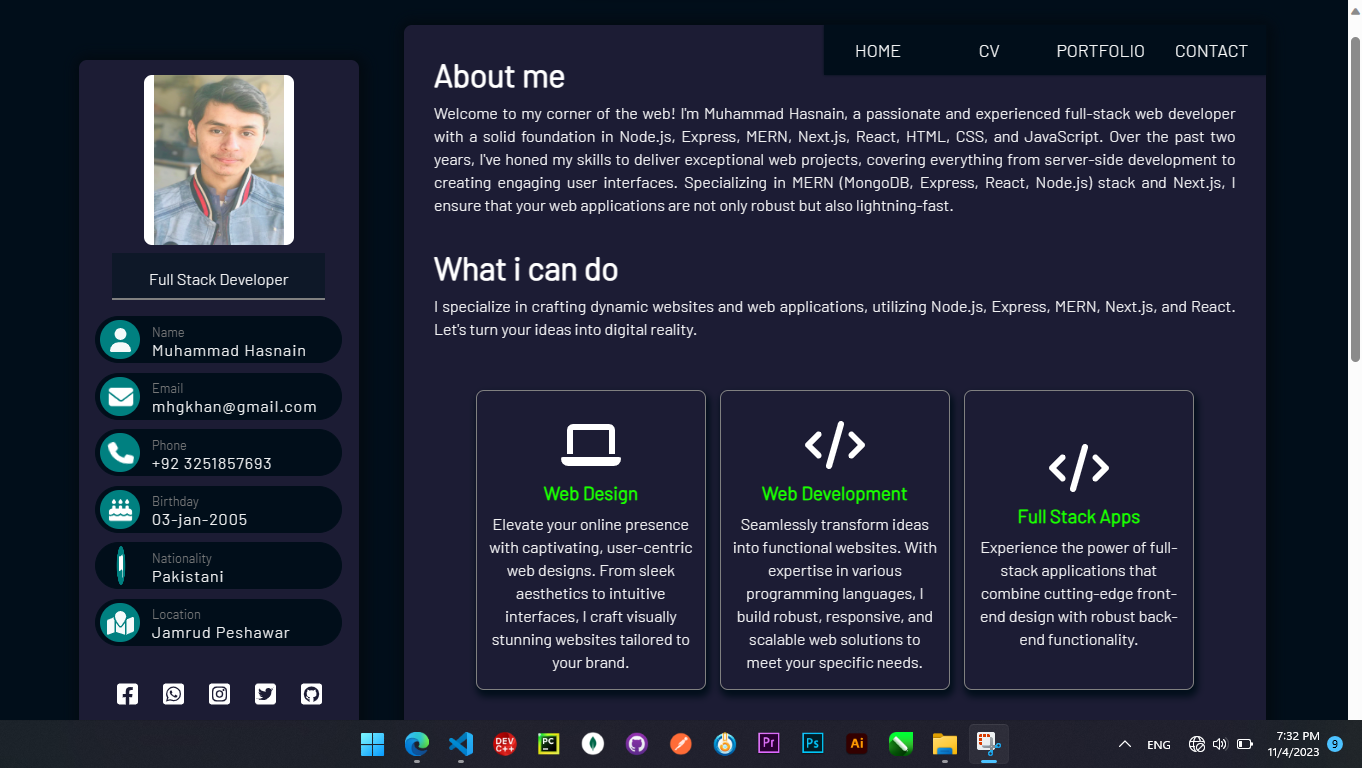 HOME CV PORTFOLIO CONTACT
About me
Welcome to my corner of the web! I'm Muhammad Hasnain, a passionate and experienced full-stack web developer
with a solid foundation in Node.js, Express, MERN, Next.js, React, HTML, CSS, and JavaScript. Over the past two
years, I've honed my skills to deliver exceptional web projects, covering everything from server-side development to
creating engaging user interfaces. Specializing in MERN (MongoDB, Express, React, Node.js) stack and Next.js, I
ensure that your web applications are not only robust but also lightning-fast.
What i can do
I specialize in crafting dynamic websites and web applications, utilizing Node.js, Express, MERN, Next.js, and React.
Let's turn your ideas into digital reality.
Web Design
Elevate your online presence
with captivating, user-centric
web designs. From sleek
aesthetics to intuitive
interfaces, I craft visually
stunning websites tailored to
your brand.
Web Development
Seamlessly transform ideas
into functional websites. With
expertise in various
programming languages, I
build robust, responsive, and
scalable web solutions to
meet your specific needs.
Full Stack Apps
Experience the power of full-
stack applications that
combine cutting-edge front-
end design with robust back-
end functionality.
Full Stack Developer
Name
Muhammad Hasnain
Email
mhgkhan@gmail.com
Phone
+92 3251857693
Birthday
03-jan-2005
Nationality
Pakistani
Location
Jamrud Peshawar
DEV
C++
PC
Pr
Ps
Ai
ENG
7:32 PM
11/4/2023
9